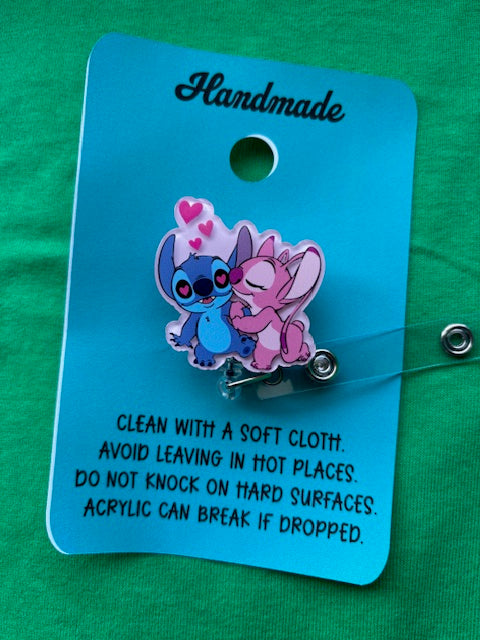 Handmade
CLEAN WITH A SOFT CLOTH.
AVOID LEAVING IN HOT PLACES.
DO NOT KNOCK ON HARD SURFACES.
ACRYLIC CAN BREAK IF DROPPED.